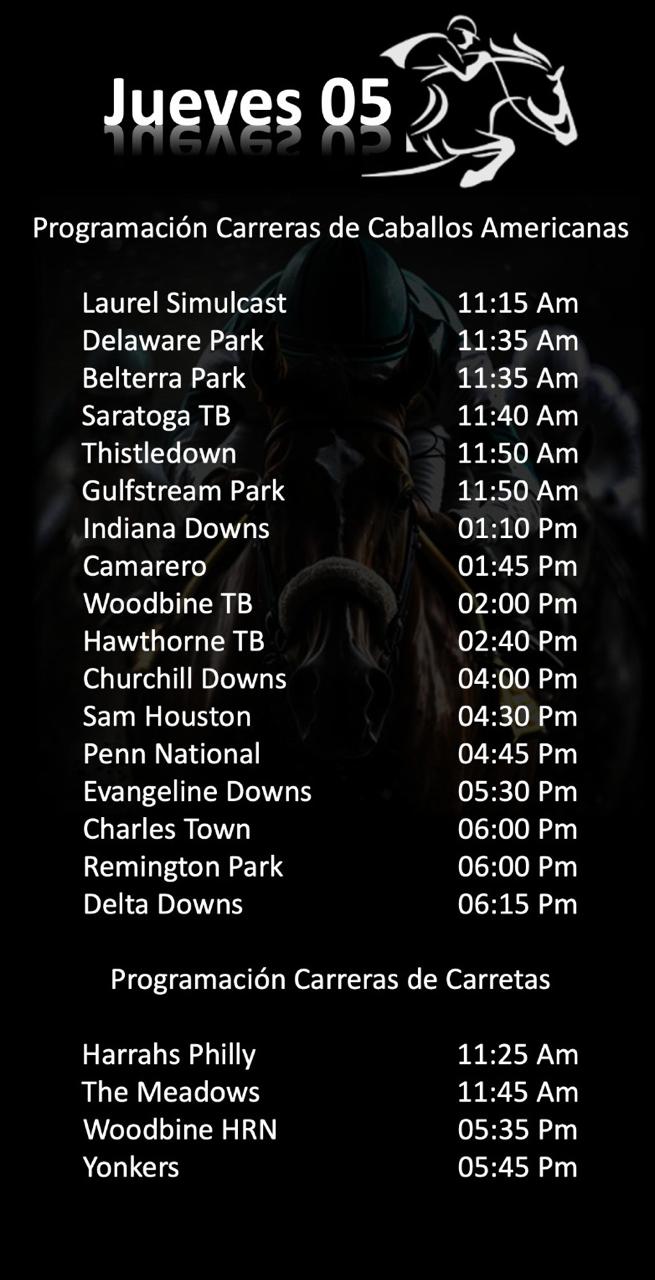 Jueves 05
Programación Carreras de Caballos Americanas
Laurel Simulcast 11:15 Am
Delaware Park 11:35 Am
Belterra Park 11:35 Am
Saratoga TB 11:40 Am
Thistledown 11:50 Am
Gulfstream Park 11:50 Am
Indiana Downs 01:10 Pm
Camarero 01:45 Pm
Woodbine TB 02:00 Pm
Hawthorne TB 02:40 Pm
Churchill Downs 04:00 Pm
Sam Houston 04:30 Pm
Penn National 04:45 Pm
Evangeline Downs 05:30 Pm
Charles Town 06:00 Pm
Remington Park 06:00 Pm
Delta Downs 06:15 Pm
Programación Carreras de Carretas
Harrahs Philly 11:25 Am
The Meadows 11:45 Am
Woodbine HRN 05:35 Pm
Yonkers 05:45 Pm